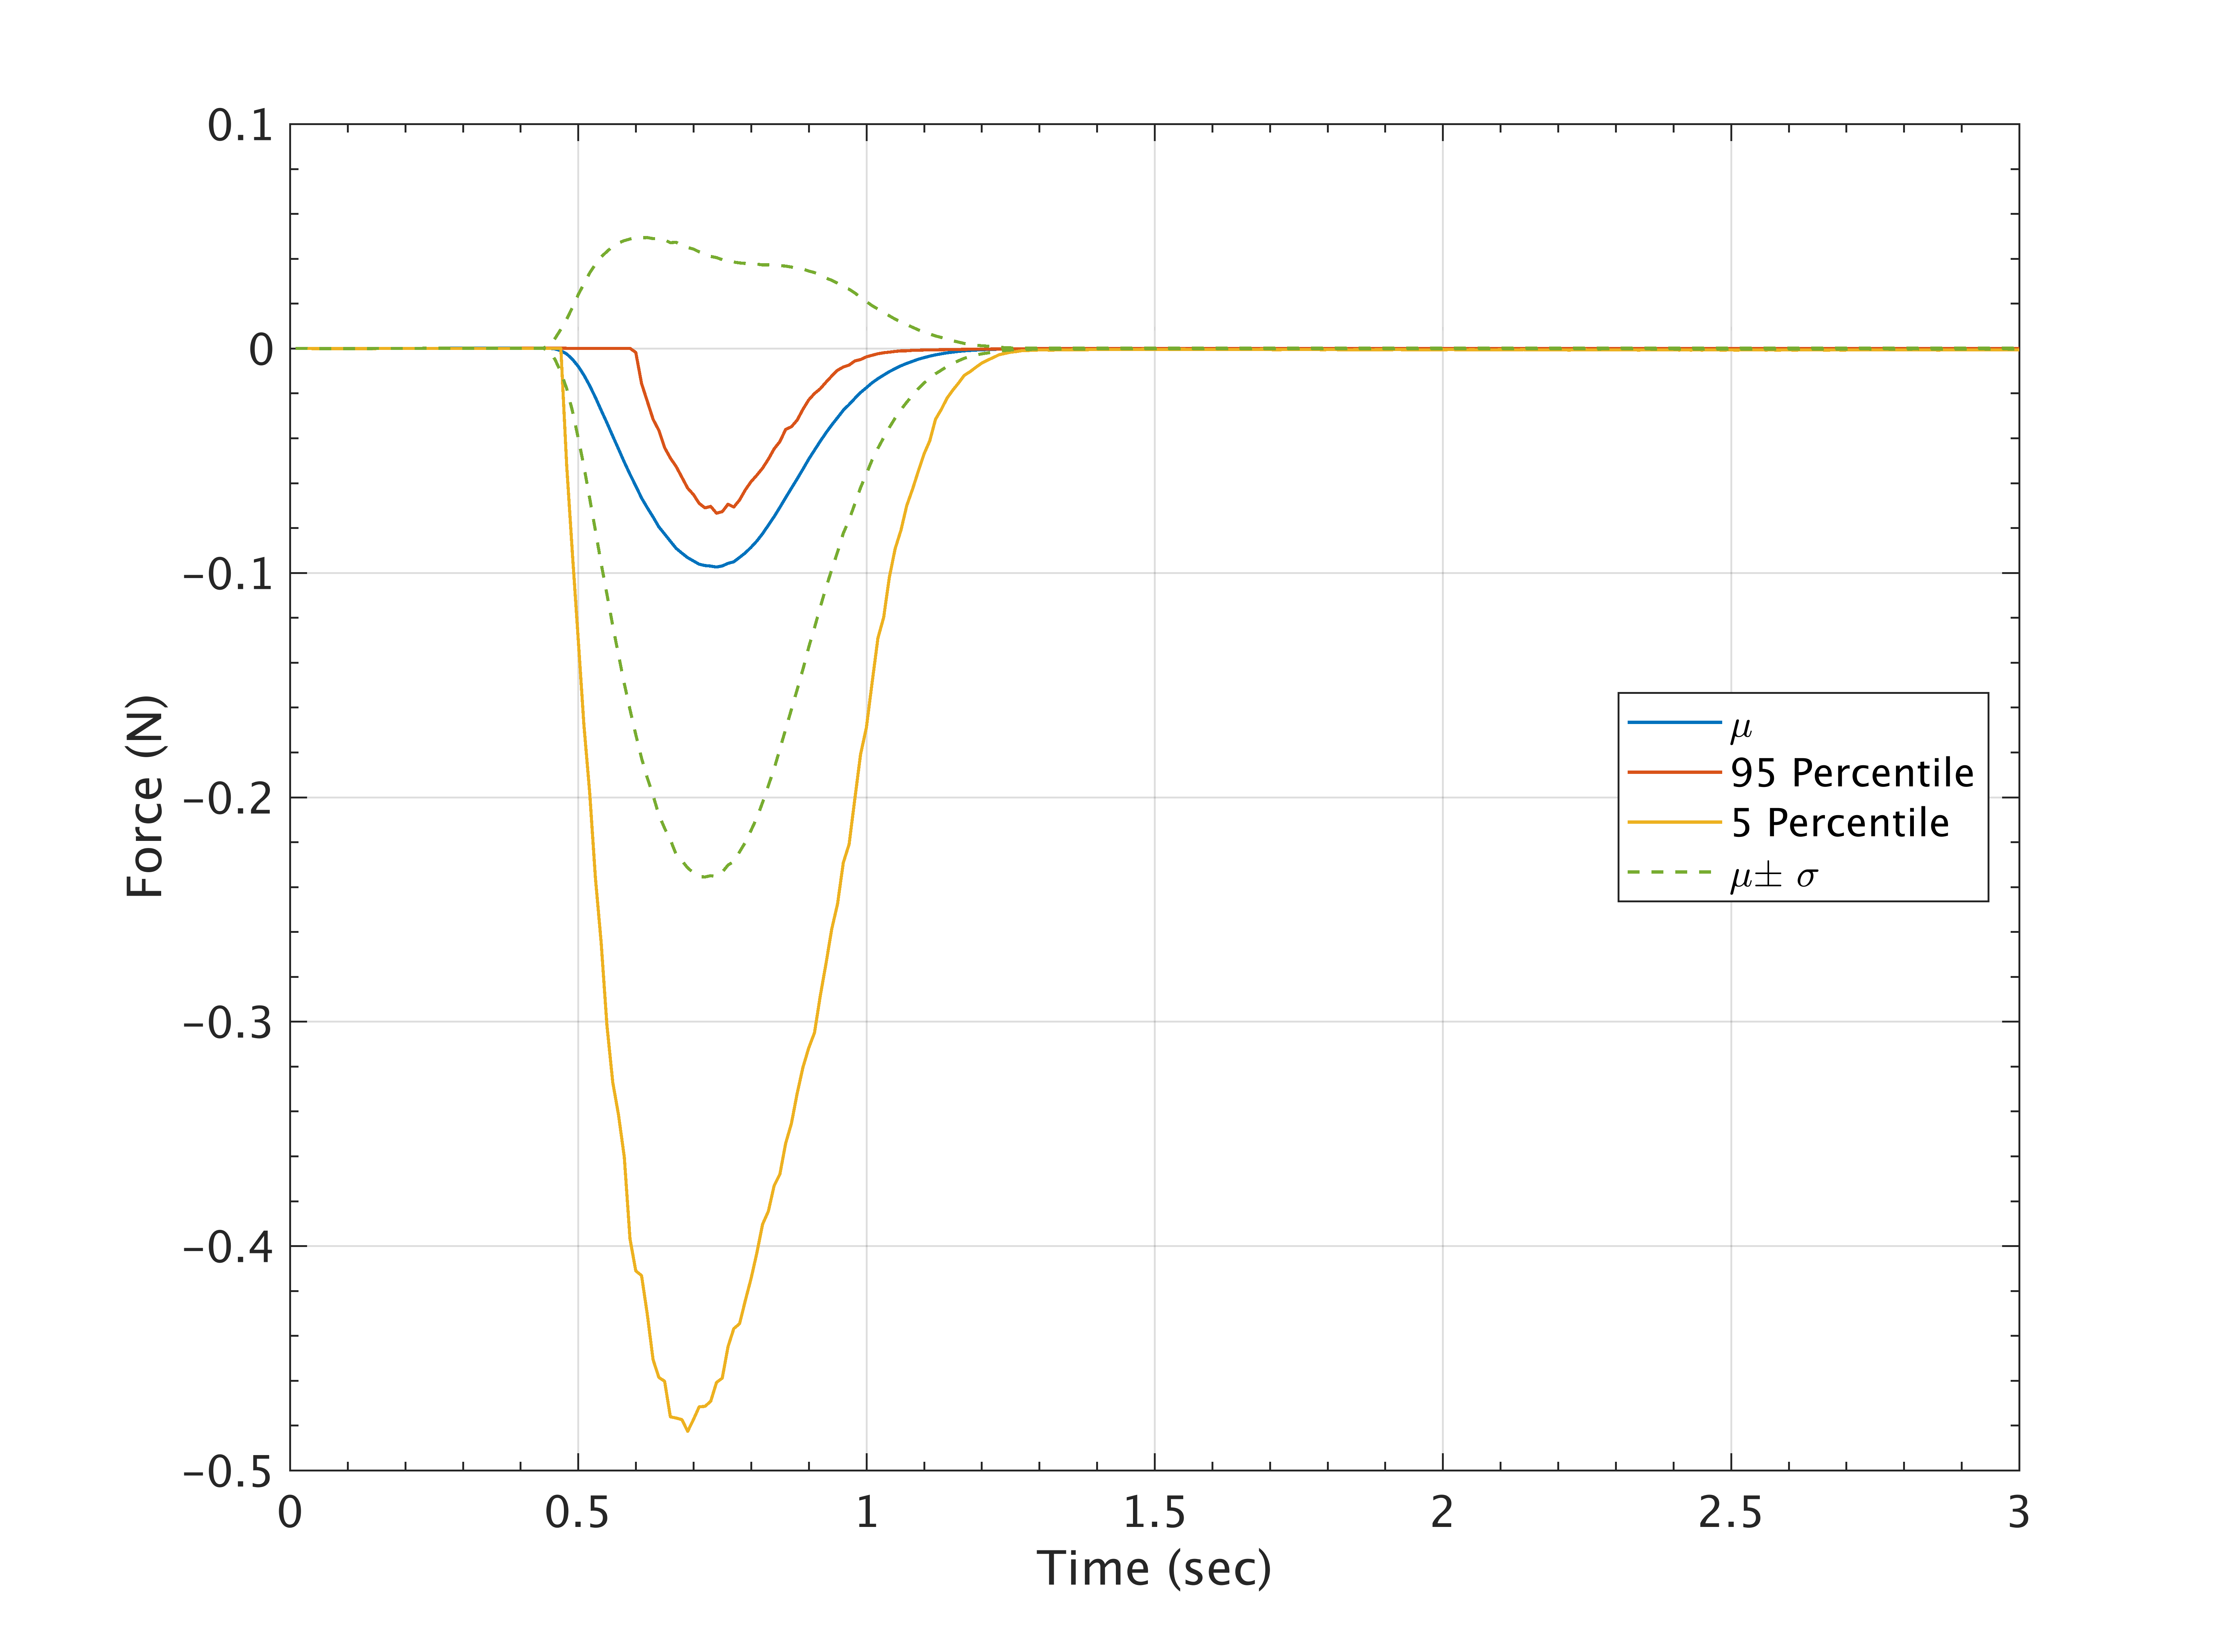 0.1
0
−0.1
−0.2
−0.3
−0.4
−0.5
Force (N)
0 0.5 1 1.5 2 2.5 3
Time (sec)
μ
95 Percentile
5 Percentile
μ± σ